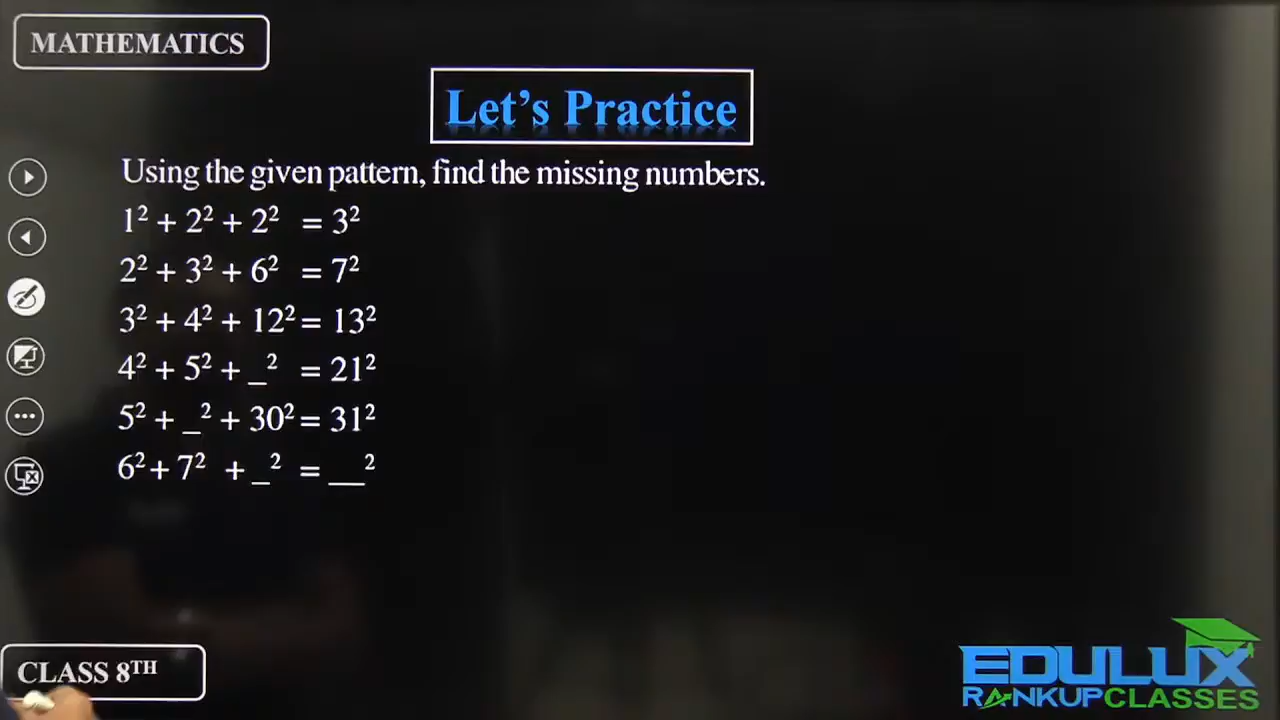 MATHEMATICS
Let's Practice
Using the given pattern, find the missing numbers.
1² + 2² + 2² = 3²
2² + 3² + 6² = 7²
3² + 4² + 12² = 13²
4² + 5² + _² = 21²
5² + _² + 30² = 31²
6² + 7² + _² = __²
CLASS 8TH
EDULUX
RANKUPCLASSES